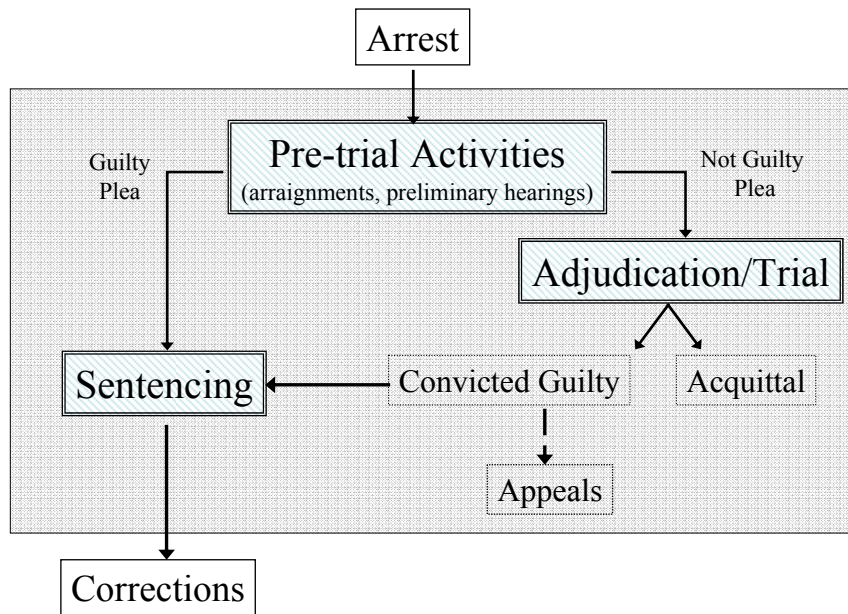 Arrest
Guilty
Plea
Pre-trial Activities
(arraignments, preliminary hearings)
Not Guilty
Plea
Adjudication/Trial
Sentencing
Convicted Guilty
Acquittal
Appeals
Corrections